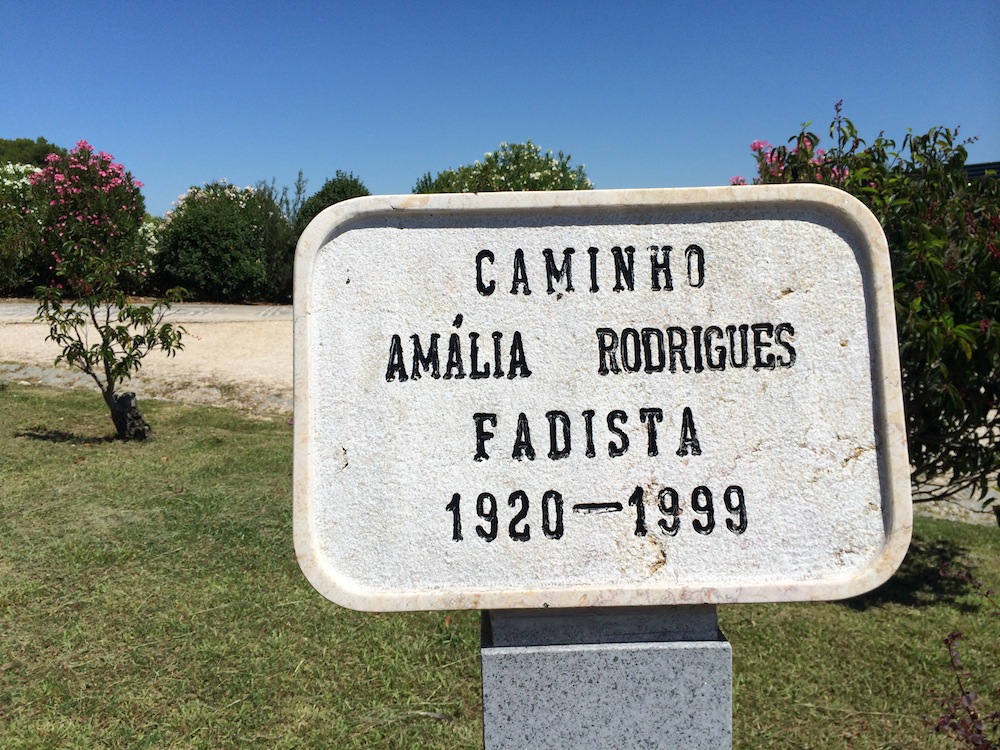 CAMINHO
AMÁLIA RODRIGUES
FADISTA
1920—1999